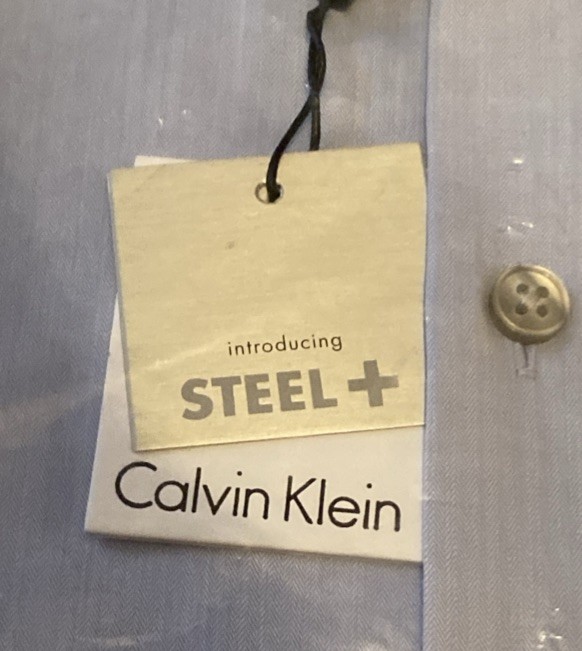 introducing
STEEL +
Calvin Klein